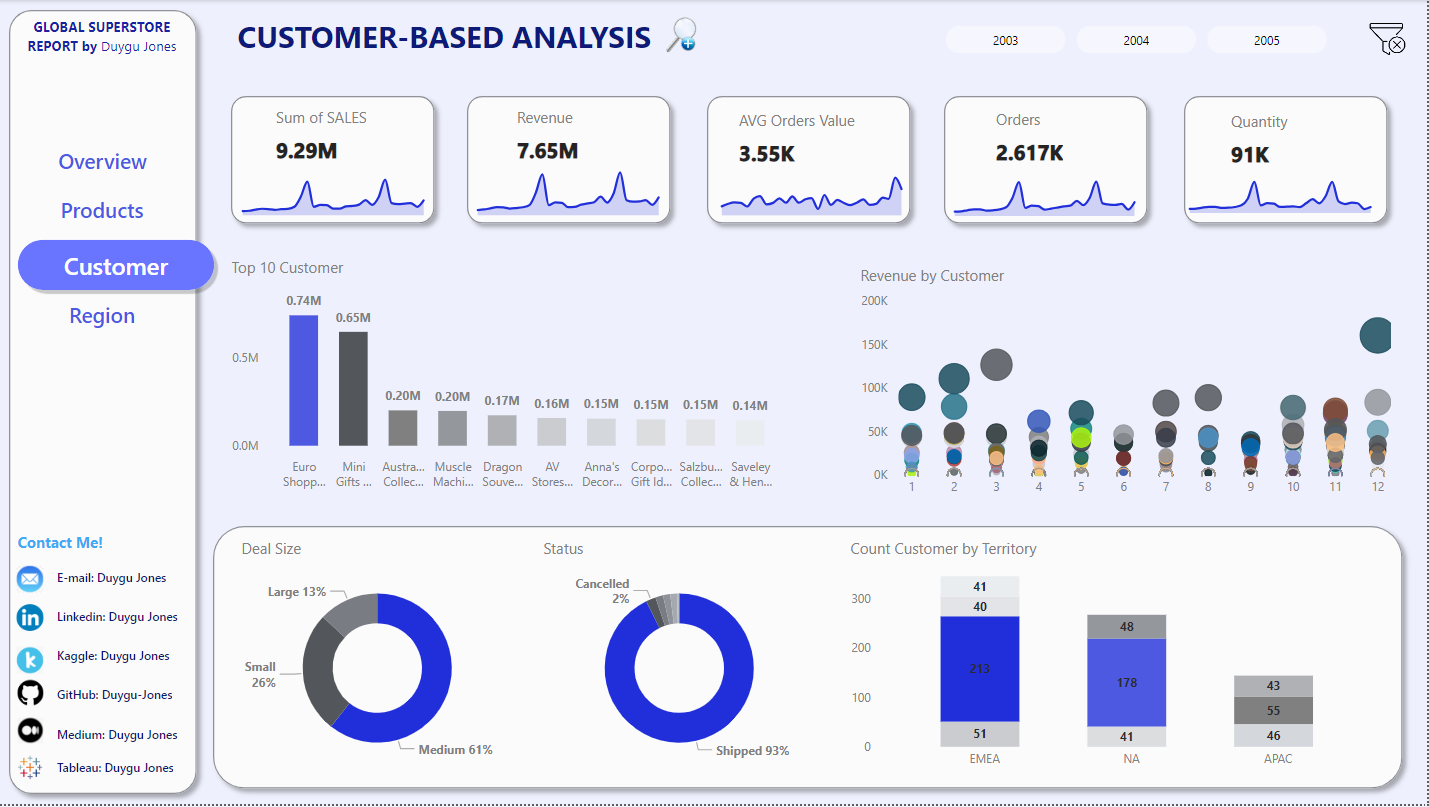 GLOBAL SUPERSTORE
REPORT by Duygu Jones
CUSTOMER-BASED ANALYSIS
2003
2004
2005
Overview
Products
Customer
Region
Contact Me!
E-mail: Duygu Jones
Linkedin: Duygu Jones
Kaggle: Duygu Jones
GitHub: Duygu-Jones
Medium: Duygu Jones
Tableau: Duygu Jones
Sum of SALES
9.29M
Revenue
7.65M
AVG Orders Value
3.55K
Orders
2.617K
Quantity
91K
Top 10 Customer
0.5M
0.0M
0.74M
0.65M
0.20M
0.20M
0.17M
0.16M
0.15M
0.15M
0.15M
0.14M
Euro
Shopp...
Mini
Gifts ...
Austra...
Collec...
Muscle
Machi...
Dragon
Souve...
AV
Stores...
Anna's
Decor...
Corpo...
Gift Id...
Salzbu...
Collec...
Saveley
& Hen...
Revenue by Customer
200K
150K
100K
50K
0K
1 2 3 4 5 6 7 8 9 10 11 12
Deal Size
Large 13%
Small
26%
Medium 61%
Status
Cancelled
2%
Shipped 93%
Count Customer by Territory
300
200
100
0
41
40
213
51
EMEA
48
178
41
NA
43
55
46
APAC